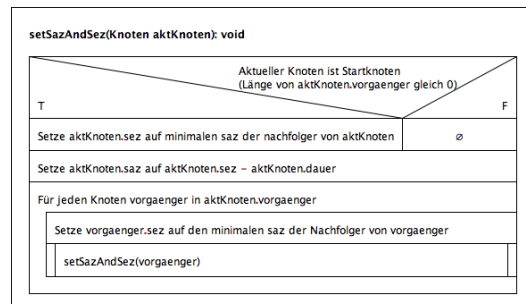 setSazAndSez(Knoten aktKnoten): void
Aktueller Knoten ist Startknoten
(Länge von aktKnoten.vorgaenger gleich 0)
T
F
Setze aktKnoten.sez auf minimalen saz der nachfolger von aktKnoten
ø
Setze aktKnoten.saz auf aktKnoten.sez – aktKnoten.dauer
Für jeden Knoten vorgaenger in aktKnoten.vorgaenger
Setze vorgaenger.sez auf den minimalen saz der Nachfolger von vorgaenger
setSazAndSez(vorgaenger)